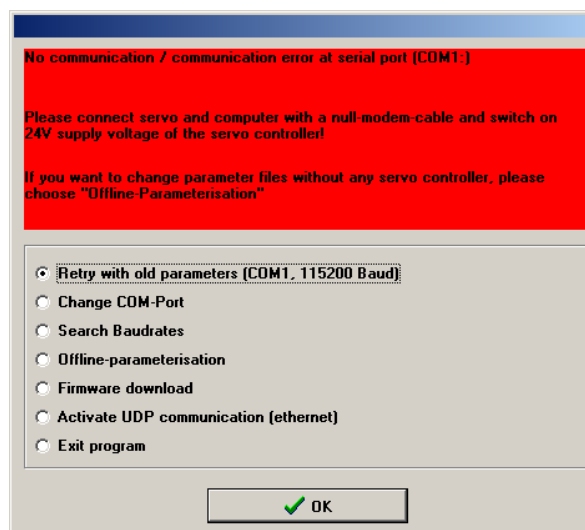 No communication / communication error at serial port (COM1:)
Please connect servo and computer with a null-modem-cable and switch on
24V supply voltage of the servo controller!
If you want to change parameter files without any servo controller, please
choose "Offline-Parameterisation"
Retry with old parameters (COM1, 115200 Baud)
Change COM-Port
Search Baudrates
Offline-parameterisation
Firmware download
Activate UDP communication (ethernet)
Exit program
OK